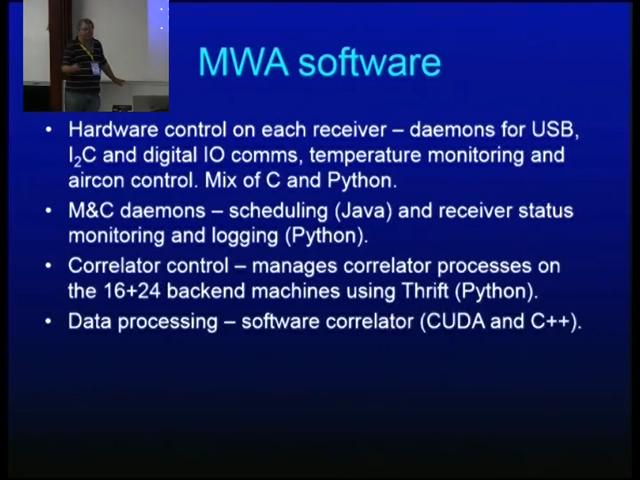 MWA software
• Hardware control on each receiver – daemons for USB,
I2C and digital IO comms, temperature monitoring and
aircon control. Mix of C and Python.
• M&C daemons – scheduling (Java) and receiver status
monitoring and logging (Python).
• Correlator control – manages correlator processes on
the 16+24 backend machines using Thrift (Python).
• Data processing – software correlator (CUDA and C++).